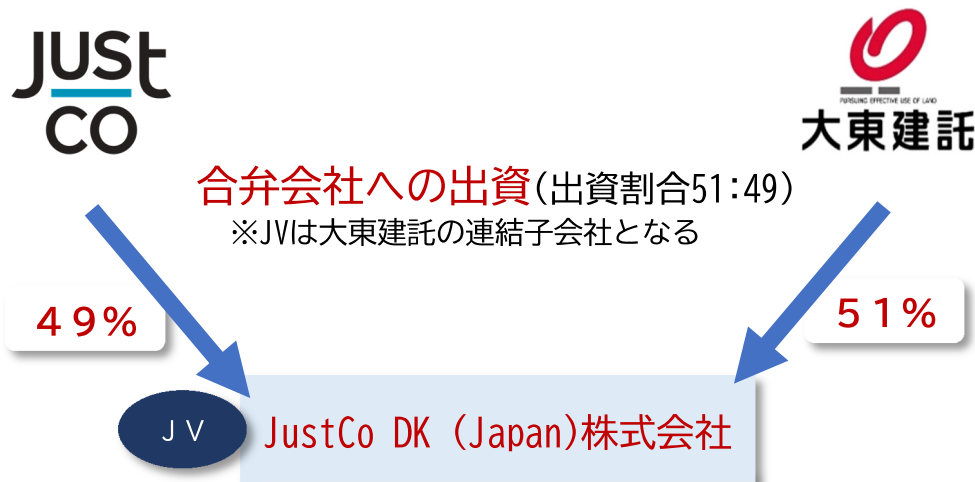 JUSt
CO
PURSUING EFFECTIVE USE OF LAND
大東建託
合弁会社への出資(出資割合51:49)
※JVは大東建託の連結子会社となる
49%
51%
JV
JustCo DK (Japan)株式会社